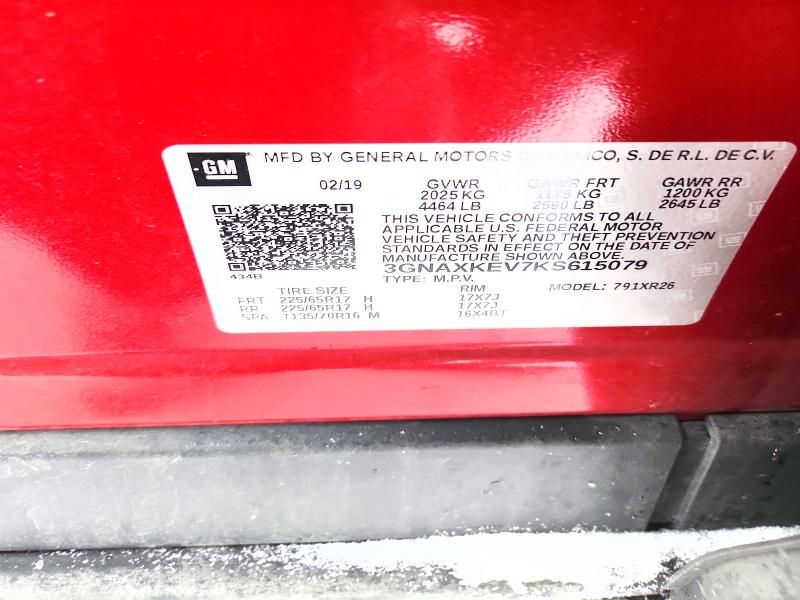 GM MFD BY GENERAL MOTORS DE MEXICO, S. DE R.L. DE C.V.
02/19 GVWR GAWR FRT GAWR RR
2025 KG 1175 KG 1200 KG
4464 LB 2590 LB 2645 LB
THIS VEHICLE CONFORMS TO ALL
APPLICABLE U.S. FEDERAL MOTOR
VEHICLE SAFETY AND THEFT PREVENTION
STANDARDS IN EFFECT ON THE DATE OF
MANUFACTURE SHOWN ABOVE.
3GNAXKEV7KS615079
434B
TYPE: M.P.V. MODEL: 791XR26
TIRE SIZE RIM
FRT 225/65R17 H 17X7J
RR 225/65R17 H 17X7J
SPA T135/70R16 M 16X4BT